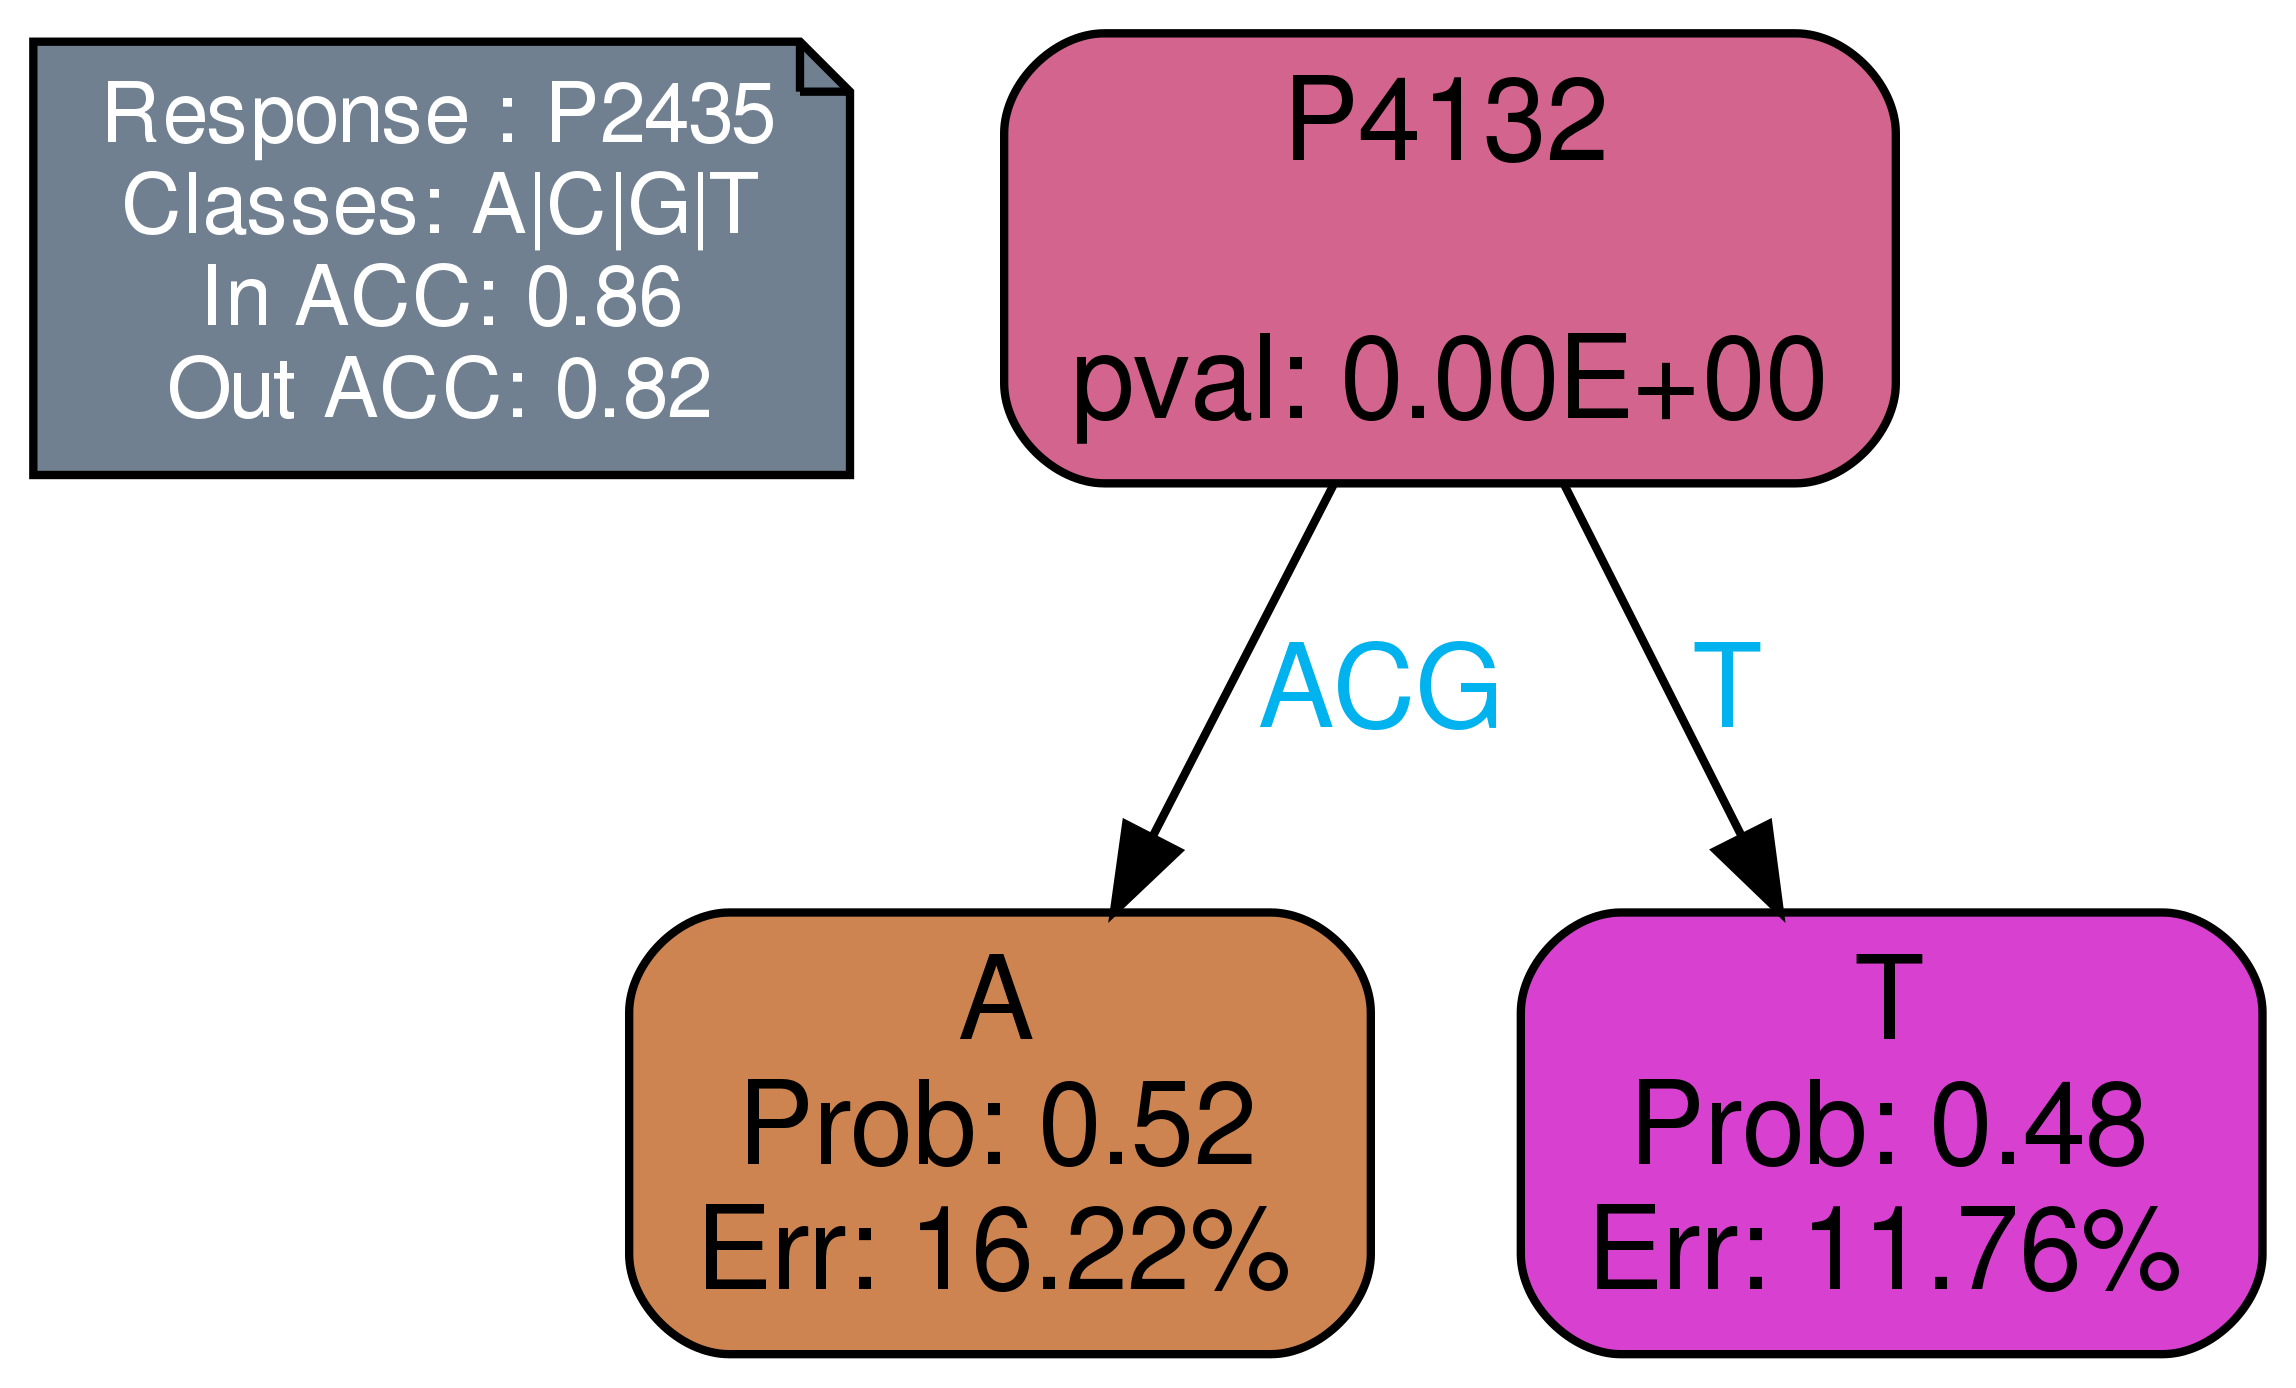 Response : P2435
Classes: A|C|G|T
In ACC: 0.86
Out ACC: 0.82
P4132
pval: 0.00E+00
ACG
T
A
Prob: 0.52
Err: 16.22%
T
Prob: 0.48
Err: 11.76%